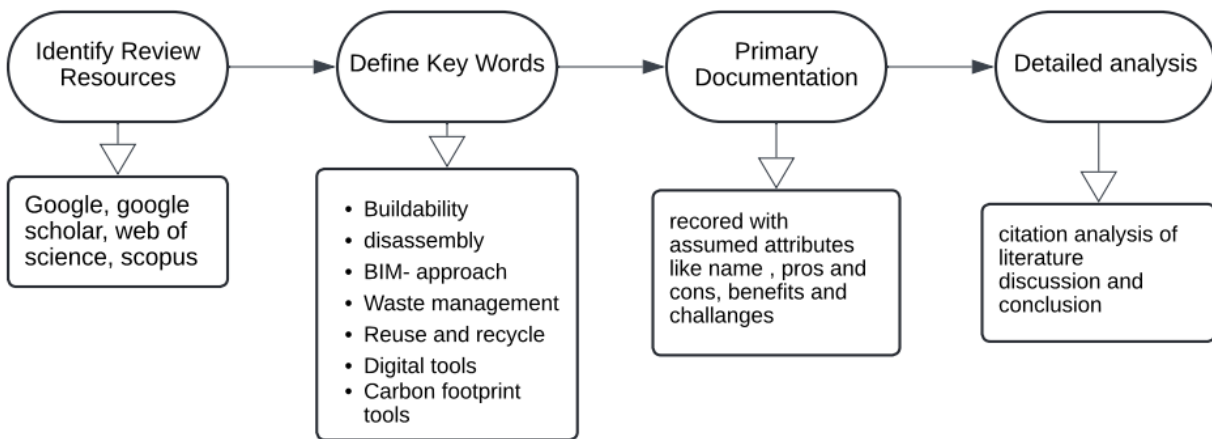 Identify Review
Resources
Define Key Words
Primary
Documentation
Detailed analysis
Google, google
scholar, web of
science, scopus
• Buildability
• disassembly
• BIM- approach
• Waste management
• Reuse and recycle
• Digital tools
• Carbon footprint
tools
recored with
assumed attributes
like name , pros and
cons, benefits and
challanges
citation analysis of
literature
discussion and
conclusion